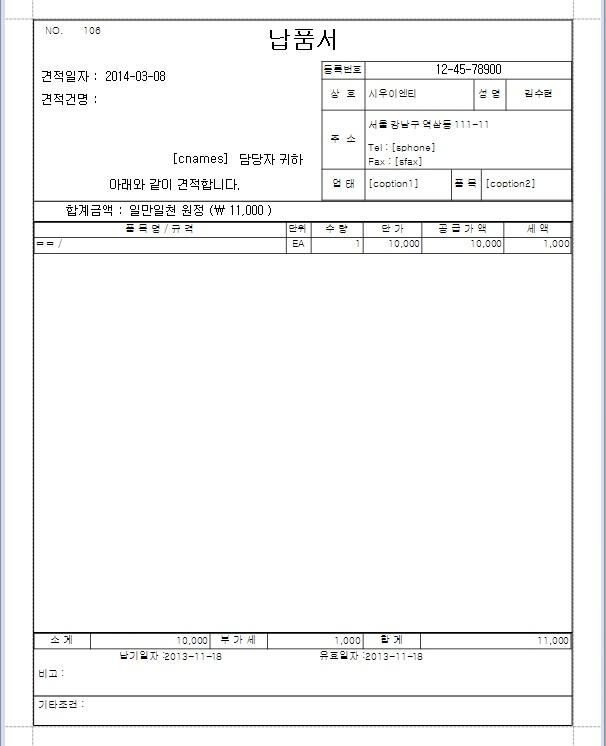 NO. 106
납품서
견적일자 : 2014-03-08
견적건명 :
[cnames] 담당자 귀하
아래와 같이 견적합니다.
등록번호 12-45-78900
상 호 시우이엔티 성 명 김수현
주 소 서울 강남구 역삼동 111-11
Tel : [sphone]
Fax : [sfax]
업 태 [coption1] 품 목 [coption2]
합계금액 : 일만일천 원정 (₩ 11,000 )
품 목 명 / 규 격 단위 수 량 단 가 공 급 가 액 세 액
ㅁㅁ / EA 1 10,000 10,000 1,000
소 계 10,000 부 가 세 1,000 합 계 11,000
납기일자 :2013-11-18 유효일자 :2013-11-18
비고 :
기타조건 :